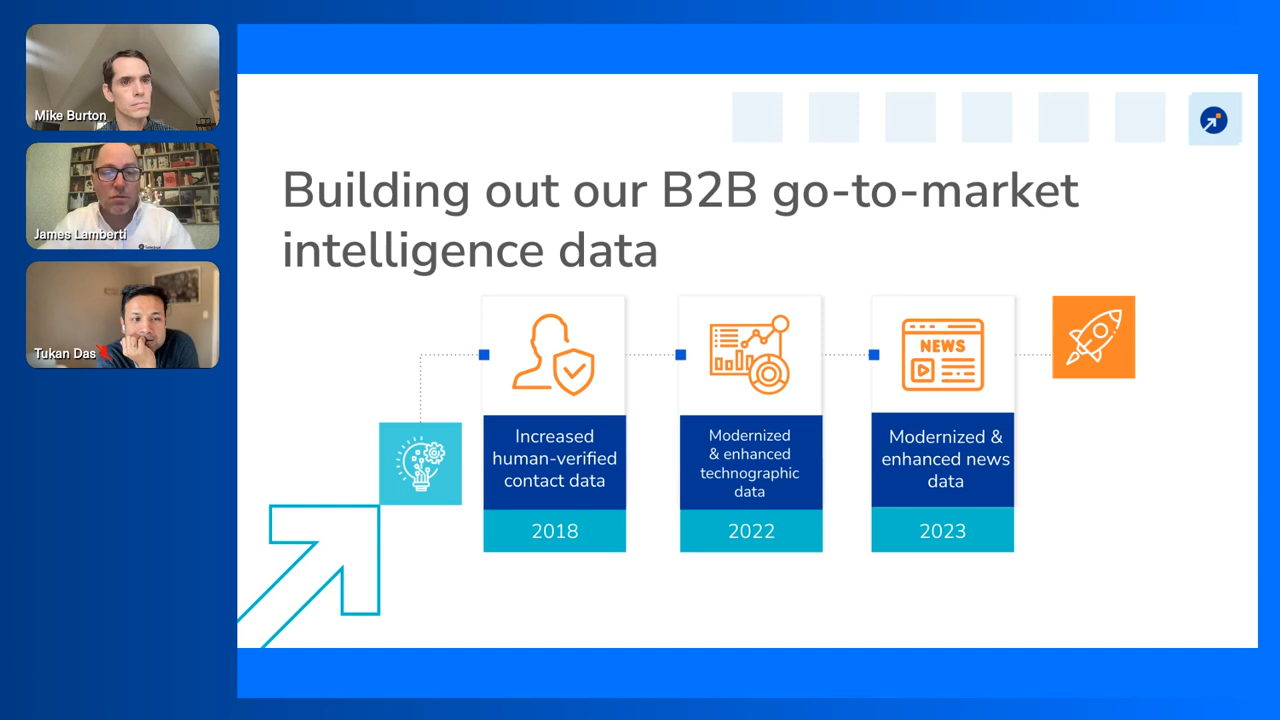 Mike Burton
James Lamberti
Tukan Das
Building out our B2B go-to-market
intelligence data
NEWS
Increased
human-verified
contact data
2018
Modernized
& enhanced
technographic
data
2022
Modernized &
enhanced news
data
2023